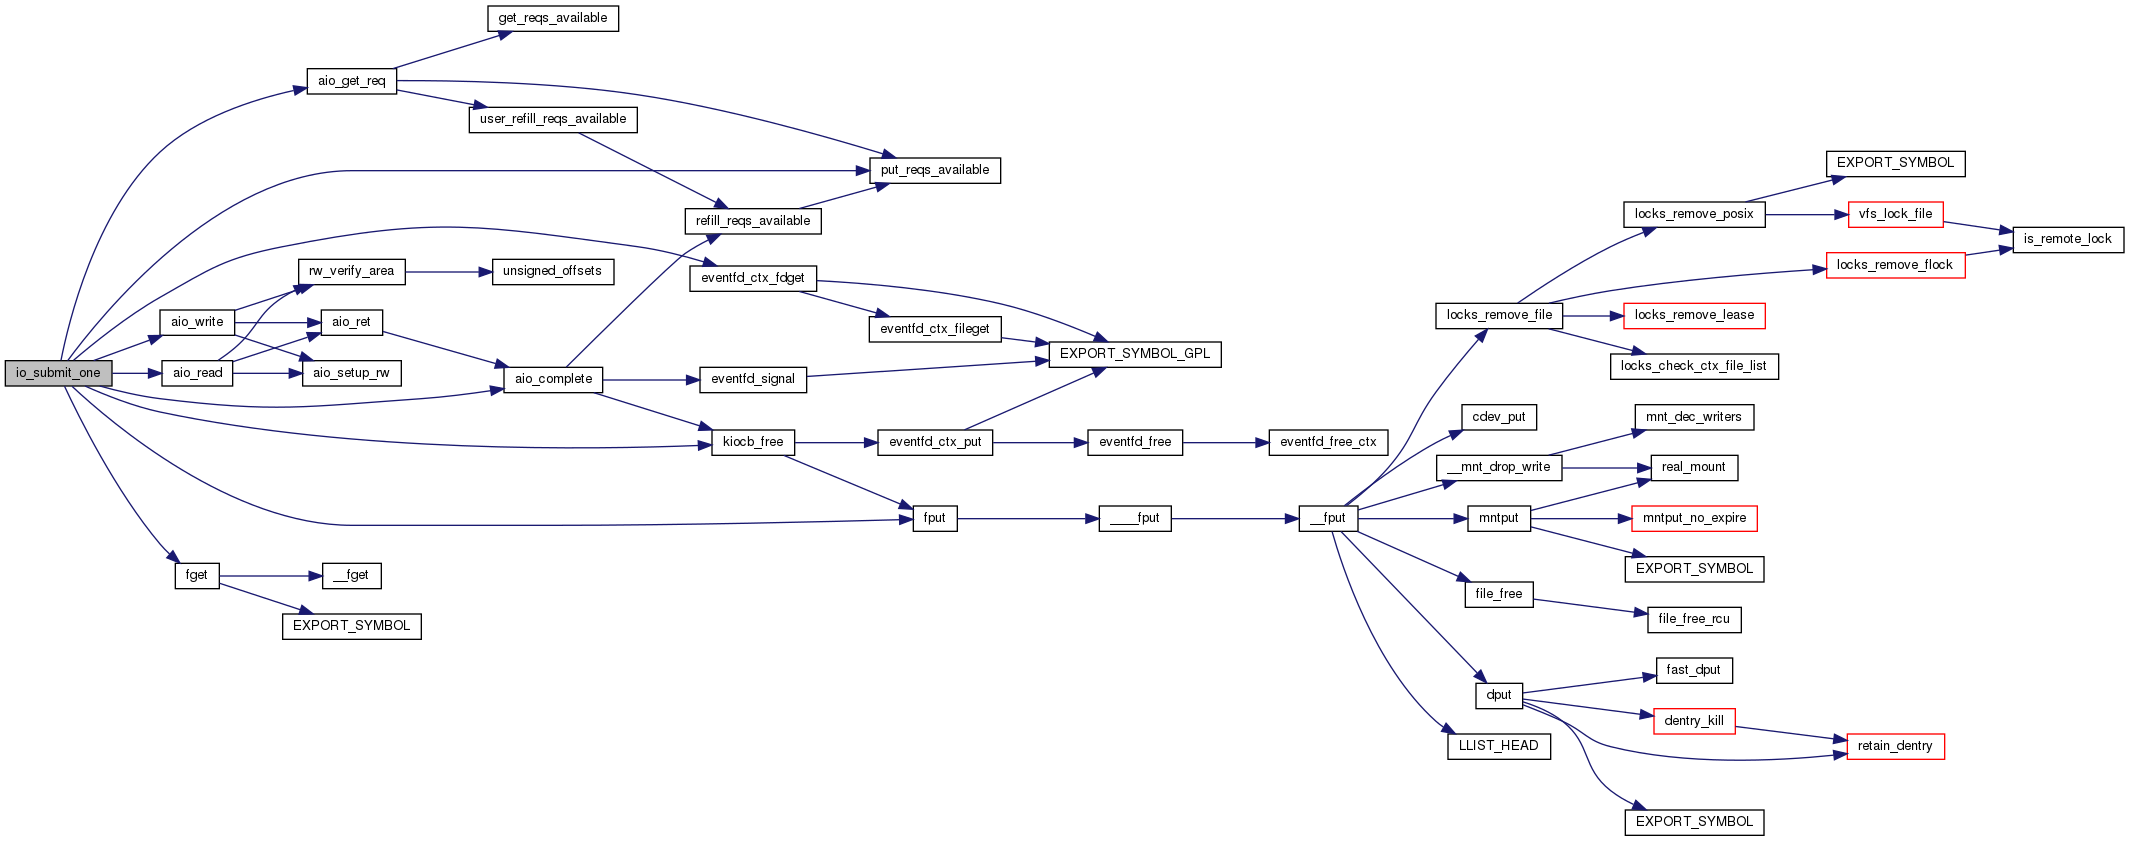 get_reqs_available
aio_get_req
user_refill_reqs_available
EXPORT_SYMBOL
put_reqs_available
locks_remove_posix
vfs_lock_file
refill_reqs_available
is_remote_lock
rw_verify_area
unsigned_offsets
eventfd_ctx_fdget
locks_remove_flock
aio_write
aio_ret
eventfd_ctx_fileget
locks_remove_file
locks_remove_lease
EXPORT_SYMBOL_GPL
io_submit_one
aio_read
aio_setup_rw
aio_complete
eventfd_signal
locks_check_ctx_file_list
cdev_put
mnt_dec_writers
kiocb_free
eventfd_ctx_put
eventfd_free
eventfd_free_ctx
__mnt_drop_write
real_mount
fput
____fput
__fput
mntput
mntput_no_expire
fget
__fget
EXPORT_SYMBOL
file_free
EXPORT_SYMBOL
file_free_rcu
fast_dput
dput
dentry_kill
LLIST_HEAD
retain_dentry
EXPORT_SYMBOL